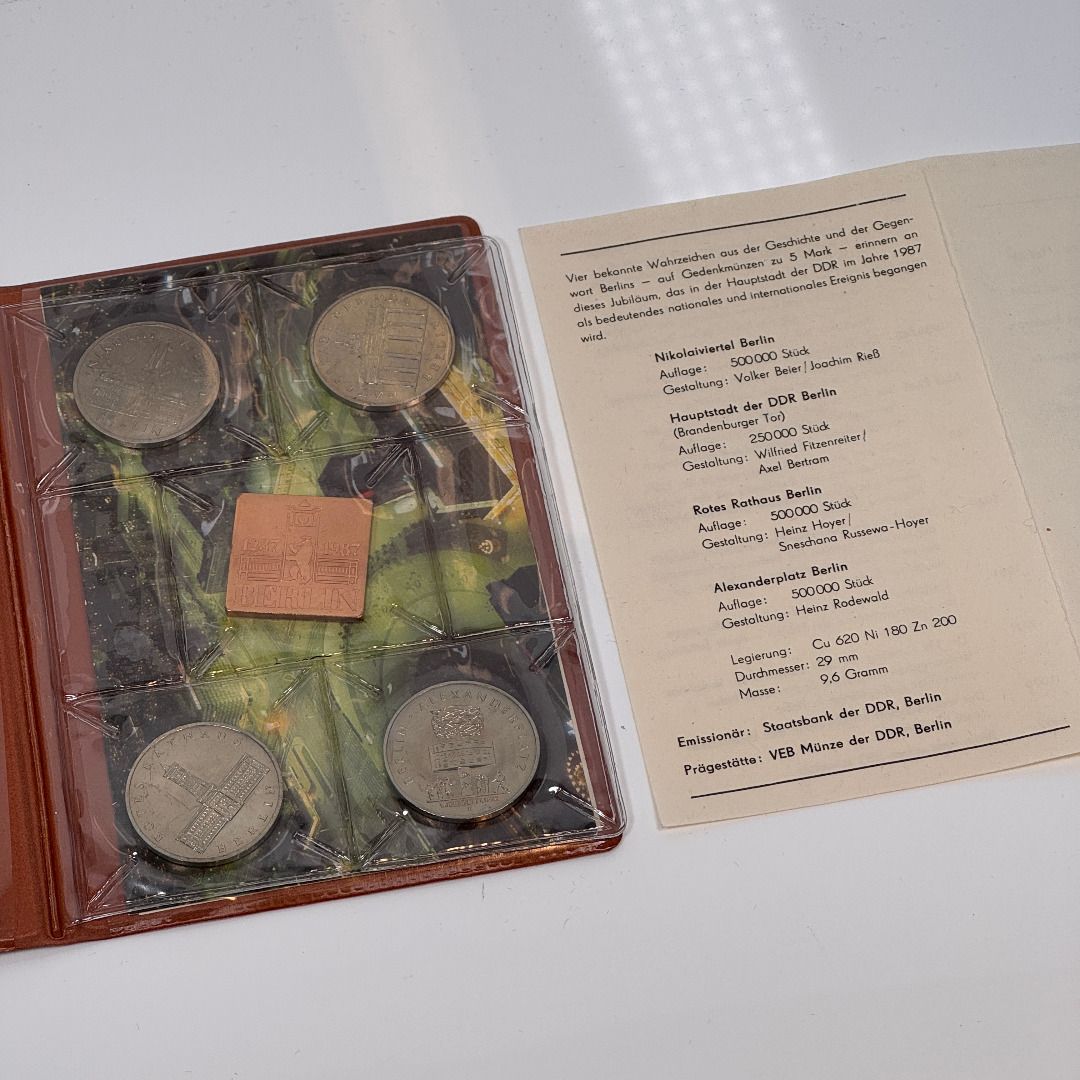 1237 1987
BERLIN
ROTES RATHAUS
BERLIN
BERLIN ALEXANDERPLATZ
Vier bekannte Wahrzeichen aus der Geschichte und der Gegen-
wart Berlins – auf Gedenkmünzen zu 5 Mark – erinnern an
dieses Jubiläum, das in der Hauptstadt der DDR im Jahre 1987
als bedeutendes nationales und internationales Ereignis begangen
wird.
Nikolaiviertel Berlin
Auflage: 500 000 Stück
Gestaltung: Volker Beier/Joachim Rieß
Hauptstadt der DDR Berlin
(Brandenburger Tor)
Auflage: 250 000 Stück
Gestaltung: Wilfried Fitzenreiter/
Axel Bertram
Rotes Rathaus Berlin
Auflage: 500 000 Stück
Gestaltung: Heinz Hoyer/
Sneschana Russewa-Hoyer
Alexanderplatz Berlin
Auflage: 500 000 Stück
Gestaltung: Heinz Rodewald
Legierung: Cu 620 Ni 180 Zn 200
Durchmesser: 29 mm
Masse: 9,6 Gramm
Emissionär: Staatsbank der DDR, Berlin
Prägestätte: VEB Münze der DDR, Berlin